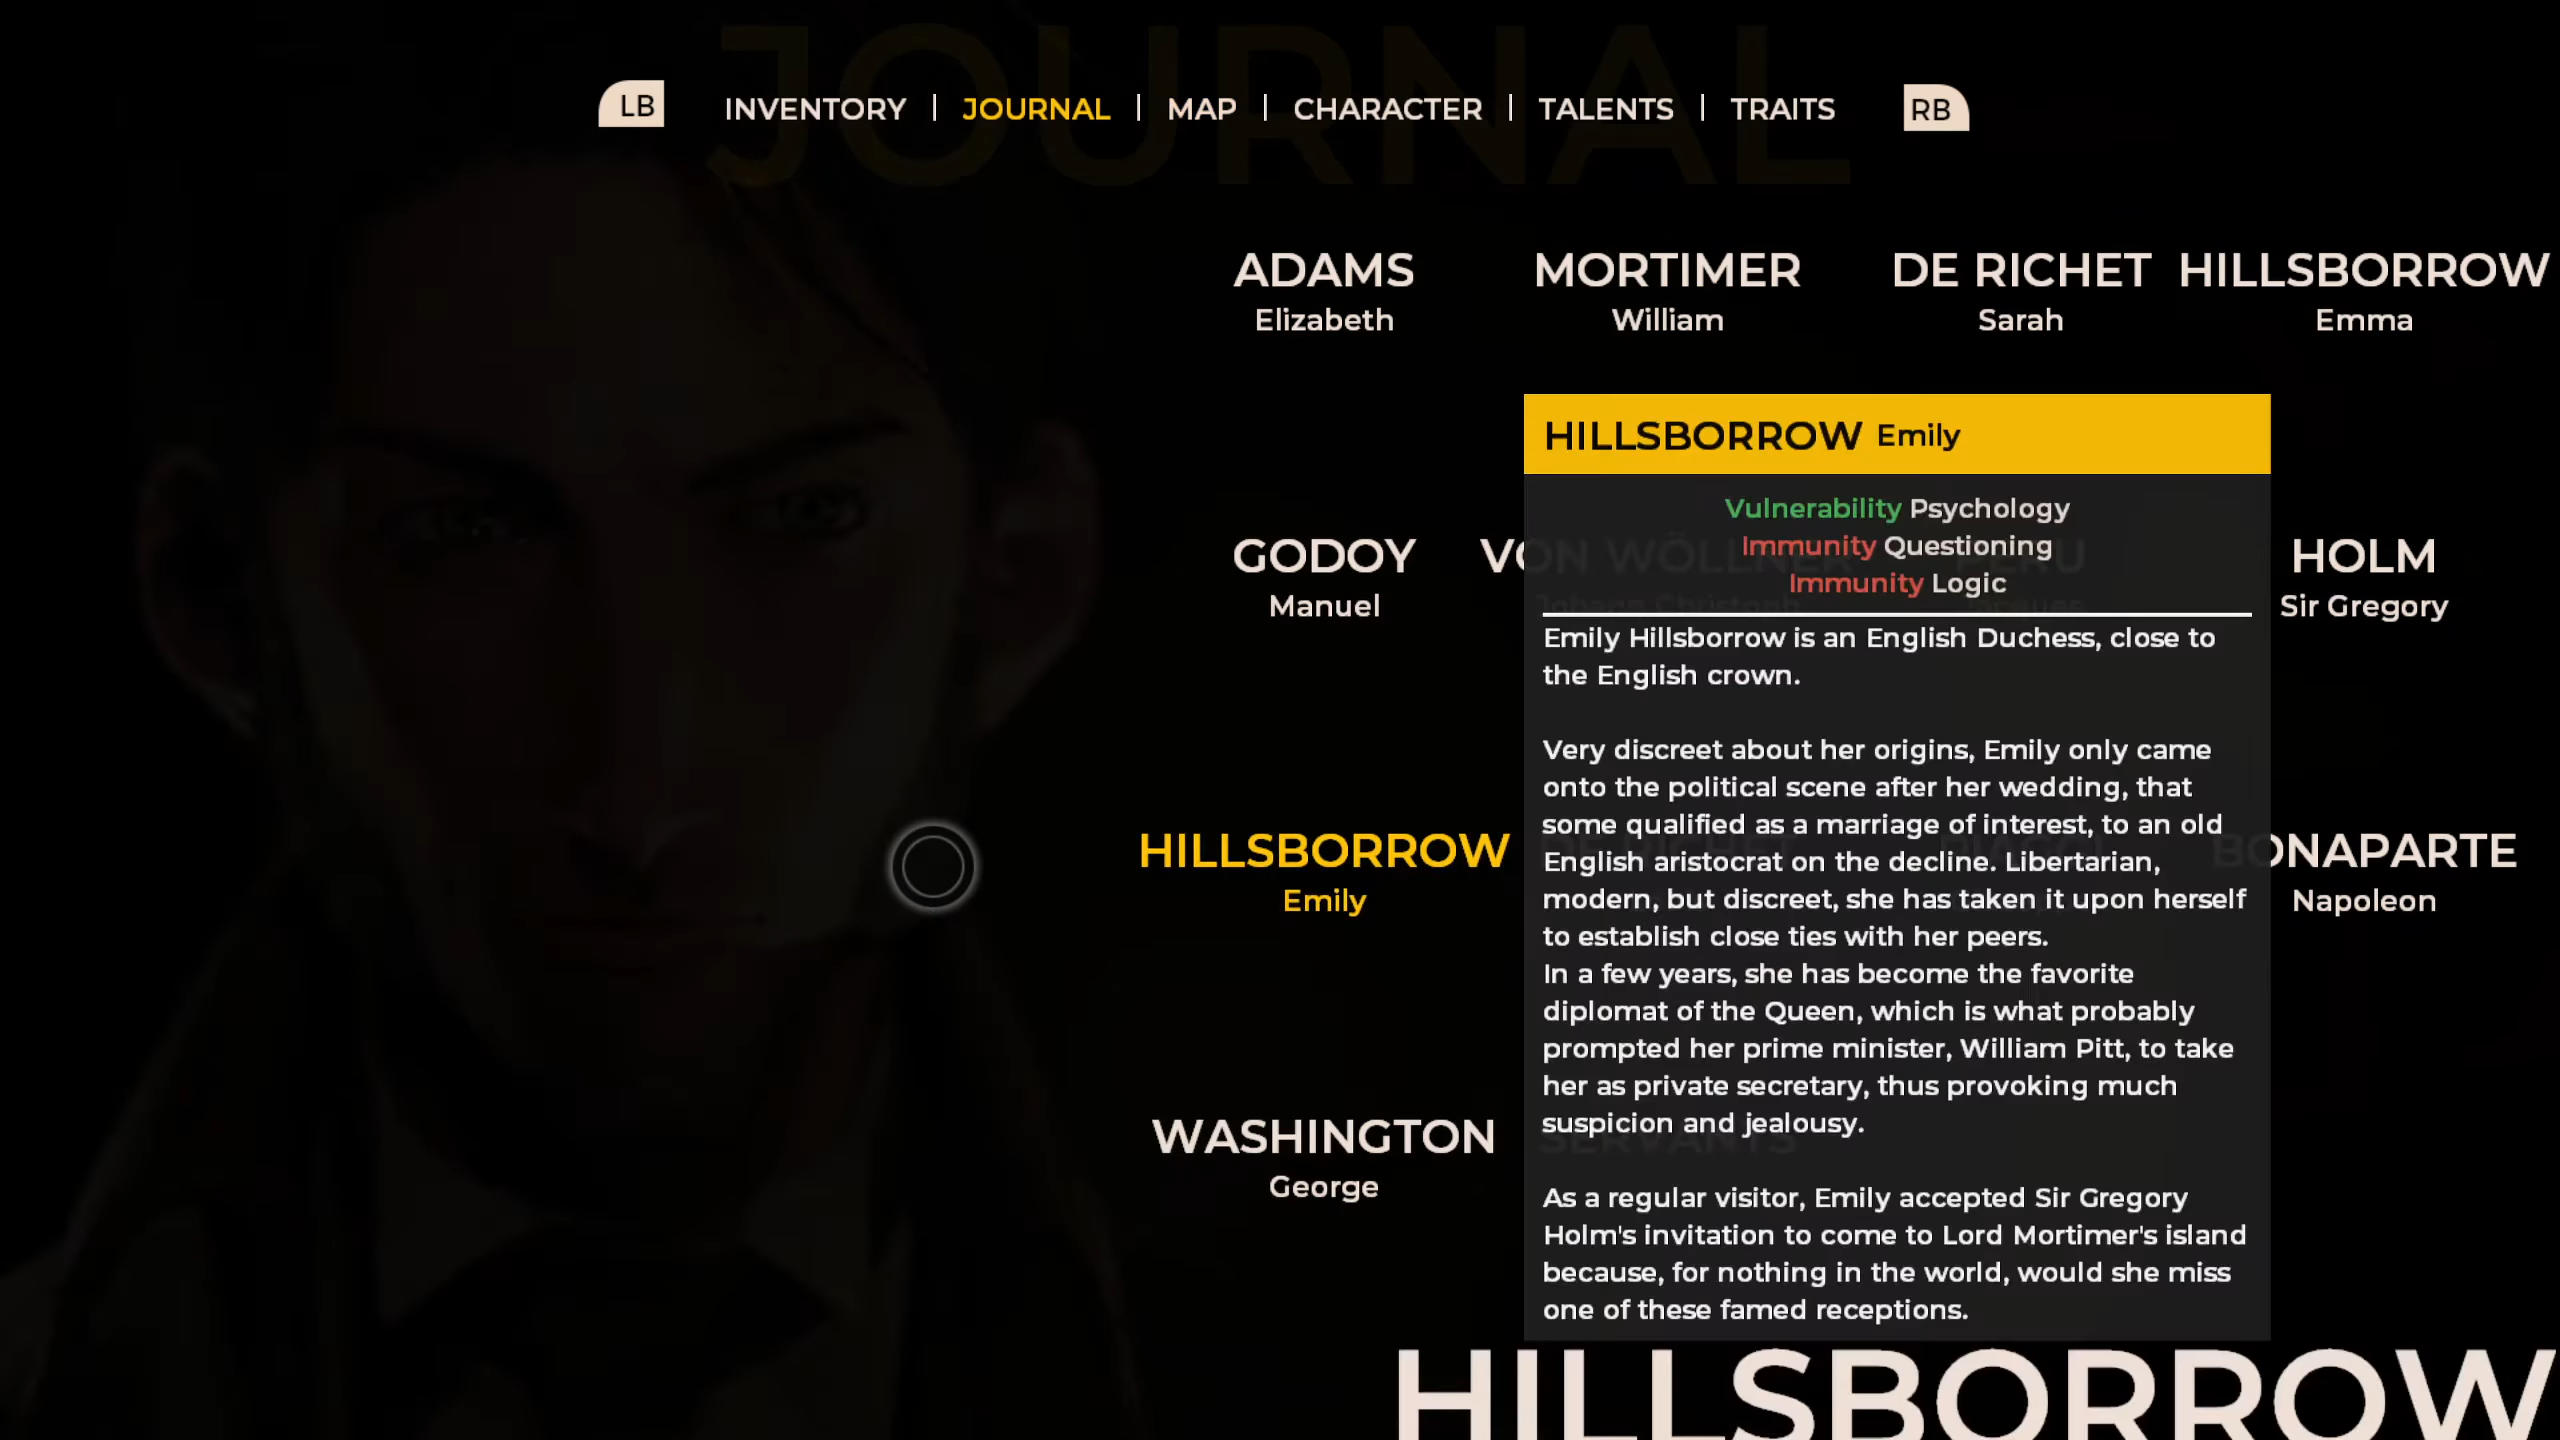 JOURNAL
LB INVENTORY | JOURNAL | MAP | CHARACTER | TALENTS | TRAITS RB
ADAMS
Elizabeth
MORTIMER
William
DE RICHET
Sarah
HILLSBORROW
Emma
GODOY
Manuel
VON WÖLLNER
HOLM
Sir Gregory
HILLSBORROW
Emily
BONAPARTE
Napoleon
WASHINGTON
George
SERVANTS
HILLSBORROW Emily
Vulnerability Psychology
Immunity Questioning
Immunity Logic
Emily Hillsborrow is an English Duchess, close to
the English crown.
Very discreet about her origins, Emily only came
onto the political scene after her wedding, that
some qualified as a marriage of interest, to an old
English aristocrat on the decline. Libertarian,
modern, but discreet, she has taken it upon herself
to establish close ties with her peers.
In a few years, she has become the favorite
diplomat of the Queen, which is what probably
prompted her prime minister, William Pitt, to take
her as private secretary, thus provoking much
suspicion and jealousy.
As a regular visitor, Emily accepted Sir Gregory
Holm's invitation to come to Lord Mortimer's island
because, for nothing in the world, would she miss
one of these famed receptions.
HILLSBORROW